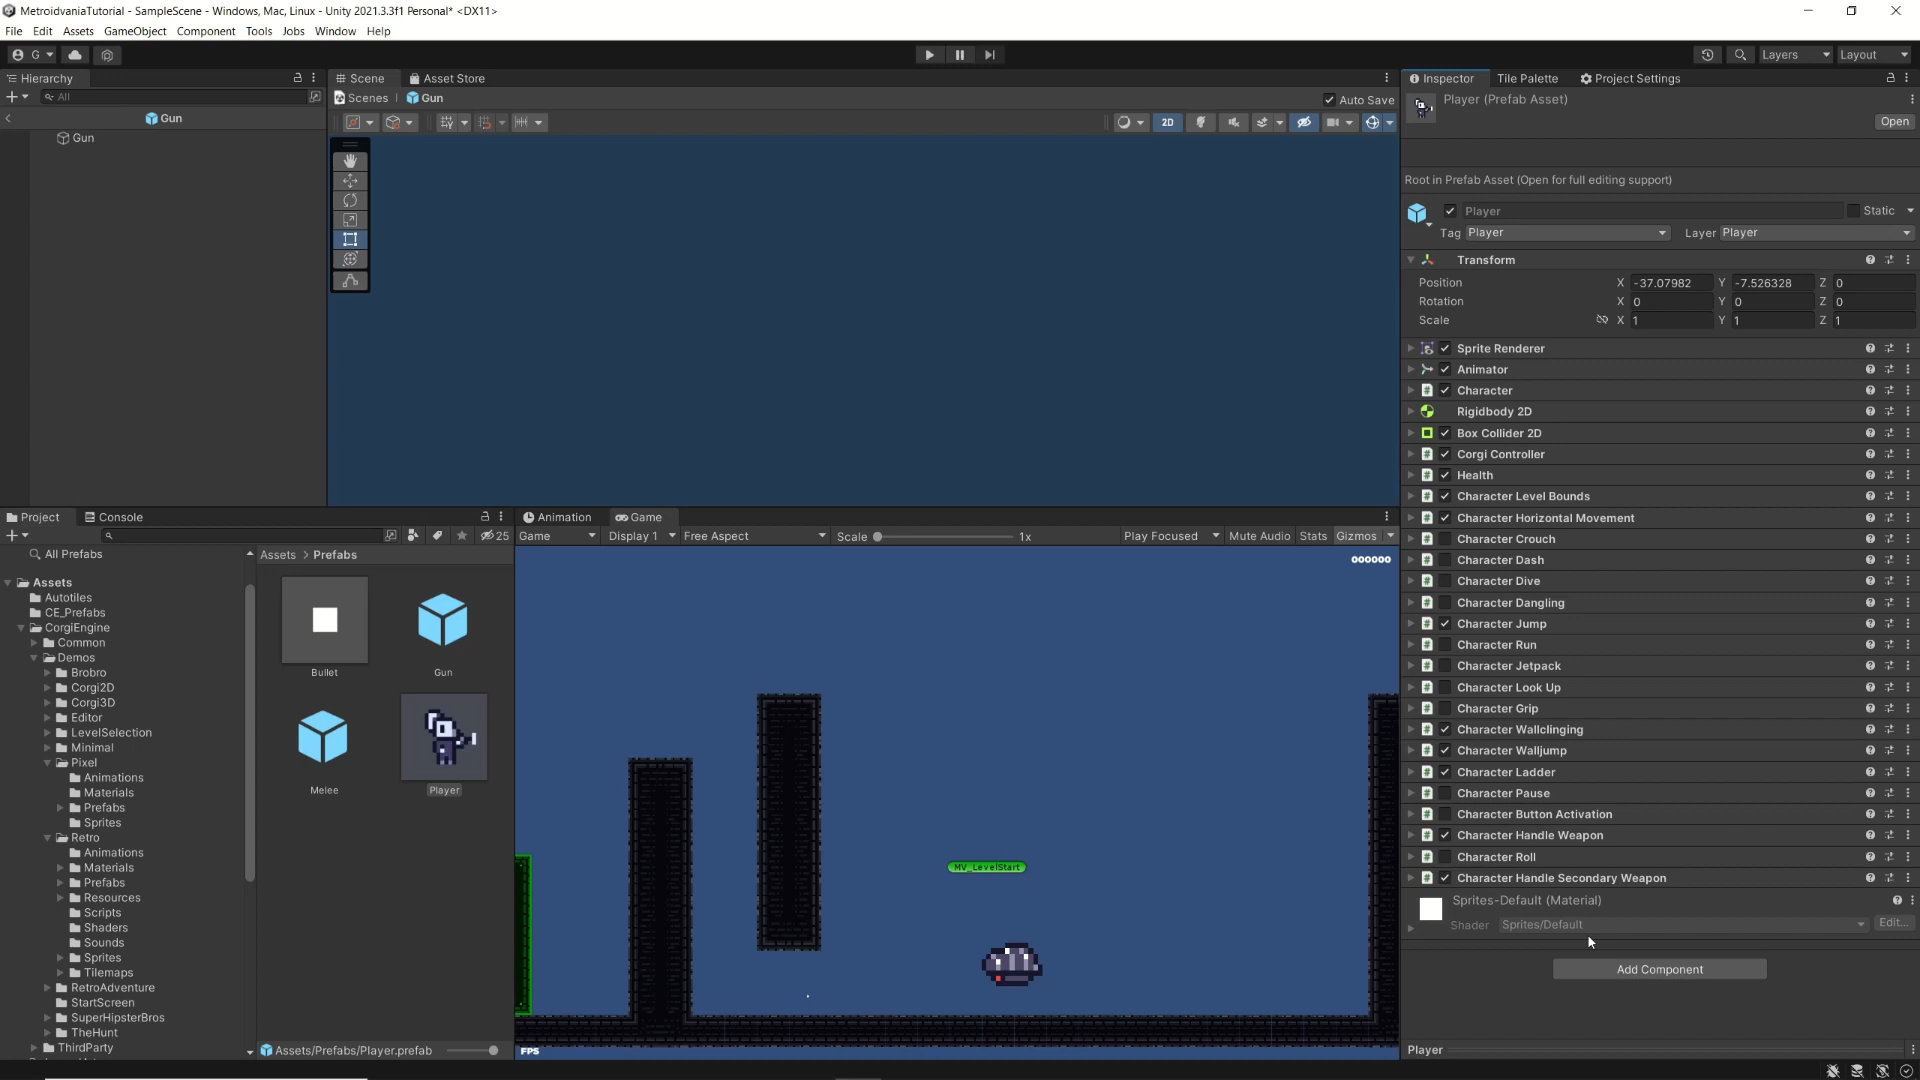 MetroidvaniaTutorial - SampleScene - Windows, Mac, Linux - Unity 2021.3.3f1 Personal* <DX11>
File Edit Assets GameObject Component Tools Jobs Window Help
G Layers Layout
Hierarchy
All
Gun
Gun
Scene Asset Store
Scenes Gun Auto Save
2D
Inspector Tile Palette Project Settings
Player (Prefab Asset)
Open
Root in Prefab Asset (Open for full editing support)
Player Static
Tag Player Layer Player
Transform
Position X -37.07982 Y -7.526328 Z 0
Rotation X 0 Y 0 Z 0
Scale X 1 Y 1 Z 1
Sprite Renderer
Animator
Character
Rigidbody 2D
Box Collider 2D
Corgi Controller
Health
Character Level Bounds
Character Horizontal Movement
Character Crouch
Character Dash
Character Dive
Character Dangling
Character Jump
Character Run
Character Jetpack
Character Look Up
Character Grip
Character Wallclinging
Character Walljump
Character Ladder
Character Pause
Character Button Activation
Character Handle Weapon
Character Roll
Character Handle Secondary Weapon
Sprites-Default (Material)
Shader Sprites/Default Edit...
Add Component
Player
Project Console
25
All Prefabs
Assets
Autotiles
CE_Prefabs
CorgiEngine
Common
Demos
Brobro
Corgi2D
Corgi3D
Editor
LevelSelection
Minimal
Pixel
Animations
Materials
Prefabs
Sprites
Retro
Animations
Materials
Prefabs
Resources
Scripts
Shaders
Sounds
Sprites
Tilemaps
RetroAdventure
StartScreen
SuperHipsterBros
TheHunt
ThirdParty
Assets > Prefabs
Bullet
Gun
Melee
Player
Assets/Prefabs/Player.prefab
Animation Game
Game Display 1 Free Aspect Scale 1x Play Focused Mute Audio Stats Gizmos
000000
MV_LevelStart
FPS